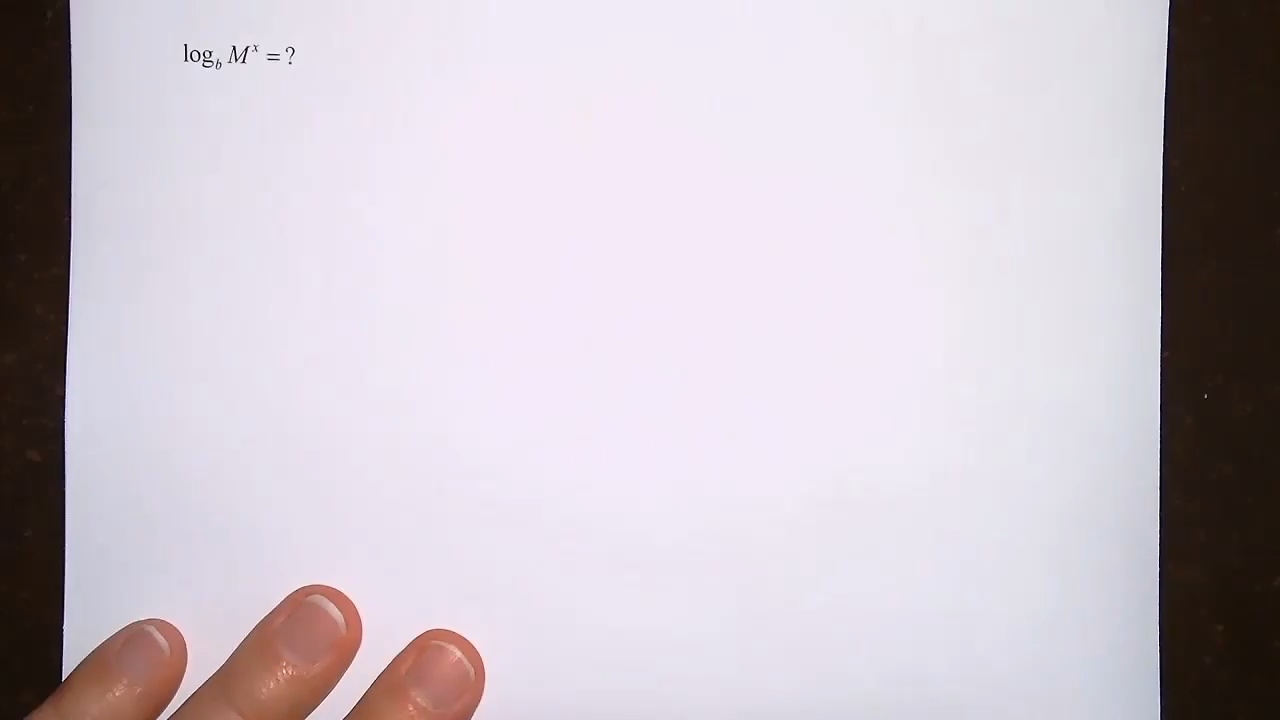 log_b M^x = ?